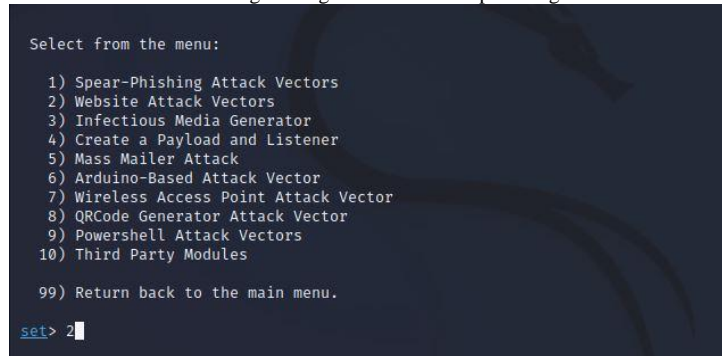 Select from the menu:
1) Spear-Phishing Attack Vectors
2) Website Attack Vectors
3) Infectious Media Generator
4) Create a Payload and Listener
5) Mass Mailer Attack
6) Arduino-Based Attack Vector
7) Wireless Access Point Attack Vector
8) QRCode Generator Attack Vector
9) Powershell Attack Vectors
10) Third Party Modules
99) Return back to the main menu.
set> 2